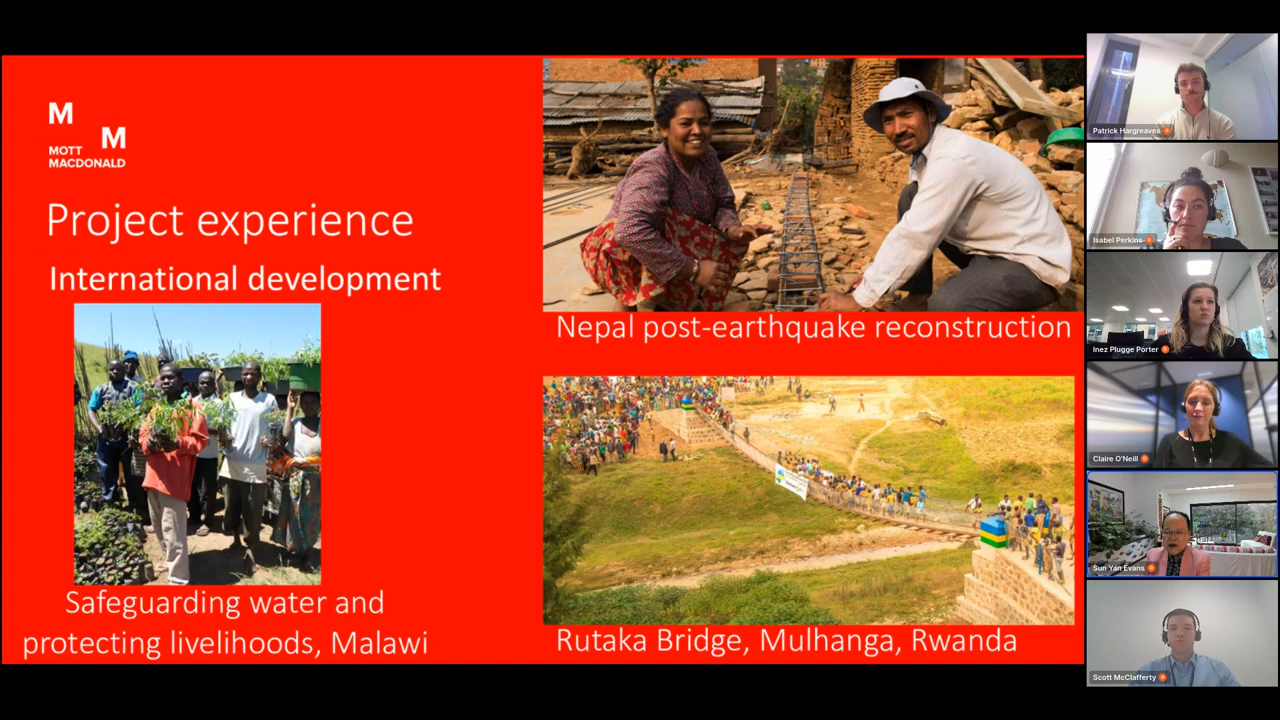 M
M
MOTT
MACDONALD
Project experience
International development
Safeguarding water and
protecting livelihoods, Malawi
Nepal post-earthquake reconstruction
Rutaka Bridge, Mulhanga, Rwanda
Patrick Hargreaves
Isabel Perkins
Inez Plugge Porter
Claire O'Neill
Sun Yan Evans
Scott McClafferty